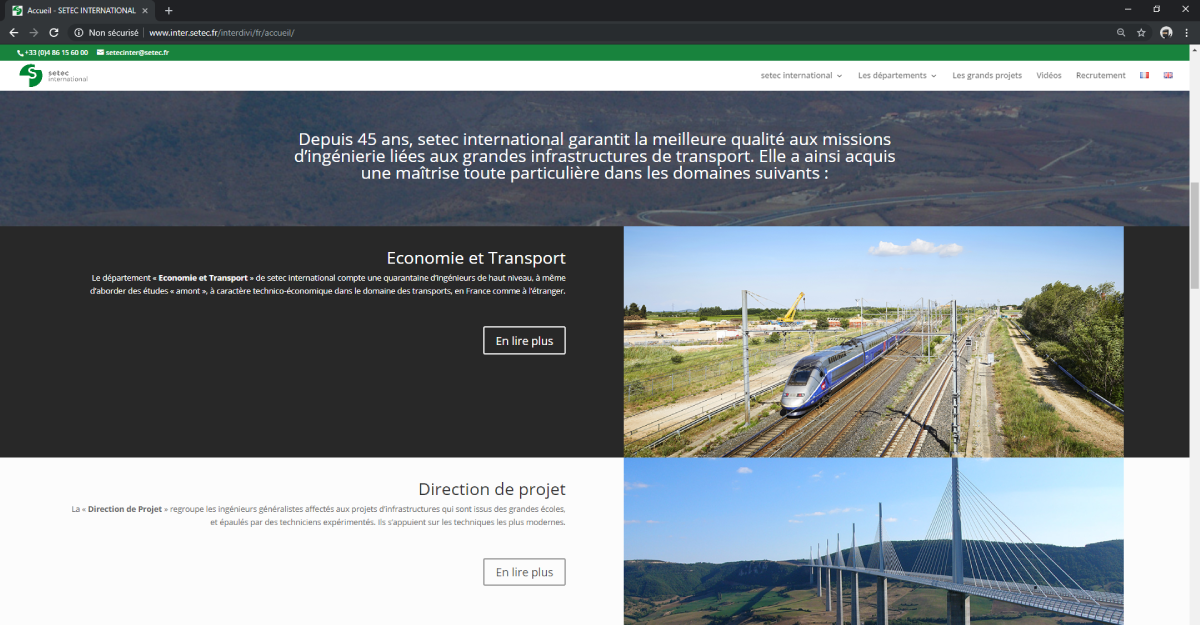 Accueil - SETEC INTERNATIONAL
Non sécurisé
www.inter.setec.fr/interdivi/fr/accueil/
+33 (0)4 86 15 60 00
setecinter@setec.fr
setec
international
setec international
Les départements
Les grands projets
Vidéos
Recrutement
Depuis 45 ans, setec international garantit la meilleure qualité aux missions
d'ingénierie liées aux grandes infrastructures de transport. Elle a ainsi acquis
une maîtrise toute particulière dans les domaines suivants :
Economie et Transport
Le département « Economie et Transport » de setec international compte une quarantaine d'Ingénieurs de haut niveau, à même
d'aborder des études « amont », à caractère technico-économique dans le domaine des transports, en France comme à l'étranger.
En lire plus
Direction de projet
La « Direction de Projet » regroupe les ingénieurs généralistes affectés aux projets d'infrastructures qui sont issus des grandes écoles,
et épaulés par des techniciens expérimentés. Ils s'appuient sur les techniques les plus modernes.
En lire plus